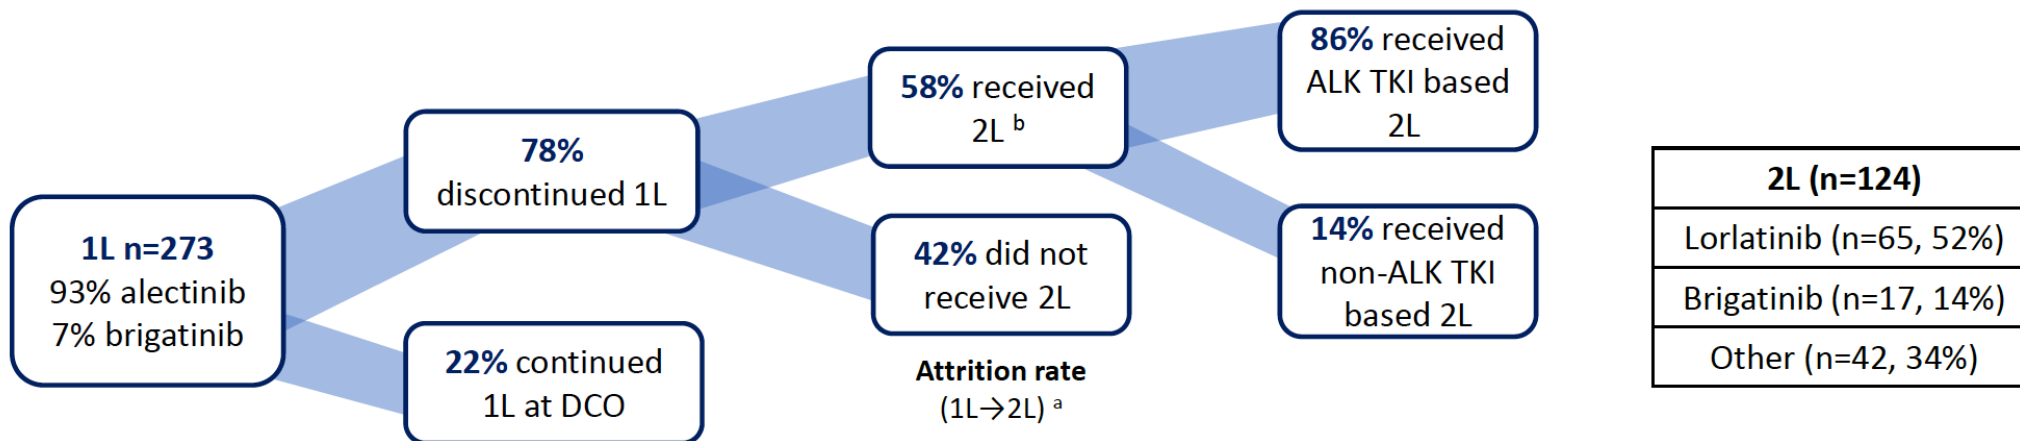 1L n=273
93% alectinib
7% brigatinib
78%
discontinued 1L
22% continued
1L at DCO
58% received
2L ᵇ
42% did not
receive 2L
Attrition rate
(1L→2L) ᵃ
86% received
ALK TKI based
2L
14% received
non-ALK TKI
based 2L
2L (n=124)
Lorlatinib (n=65, 52%)
Brigatinib (n=17, 14%)
Other (n=42, 34%)